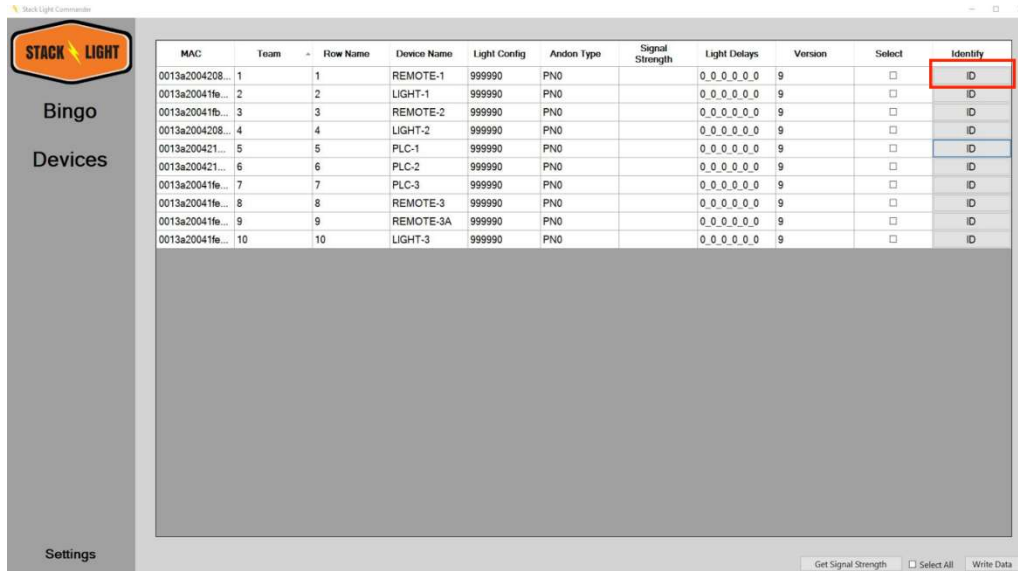 Stack Light Commander
STACK LIGHT
Bingo
Devices
Settings
MAC Team Row Name Device Name Light Config Andon Type Signal Strength Light Delays Version Select Identify
0013a2004208... 1 1 REMOTE-1 999990 PN0 0_0_0_0_0_0 9 ID
0013a20041fe... 2 2 LIGHT-1 999990 PN0 0_0_0_0_0_0 9 ID
0013a20041fb... 3 3 REMOTE-2 999990 PN0 0_0_0_0_0_0 9 ID
0013a2004208... 4 4 LIGHT-2 999990 PN0 0_0_0_0_0_0 9 ID
0013a200421... 5 5 PLC-1 999990 PN0 0_0_0_0_0_0 9 ID
0013a200421... 6 6 PLC-2 999990 PN0 0_0_0_0_0_0 9 ID
0013a20041fe... 7 7 PLC-3 999990 PN0 0_0_0_0_0_0 9 ID
0013a20041fe... 8 8 REMOTE-3 999990 PN0 0_0_0_0_0_0 9 ID
0013a20041fe... 9 9 REMOTE-3A 999990 PN0 0_0_0_0_0_0 9 ID
0013a20041fe... 10 10 LIGHT-3 999990 PN0 0_0_0_0_0_0 9 ID
Get Signal Strength Select All Write Data